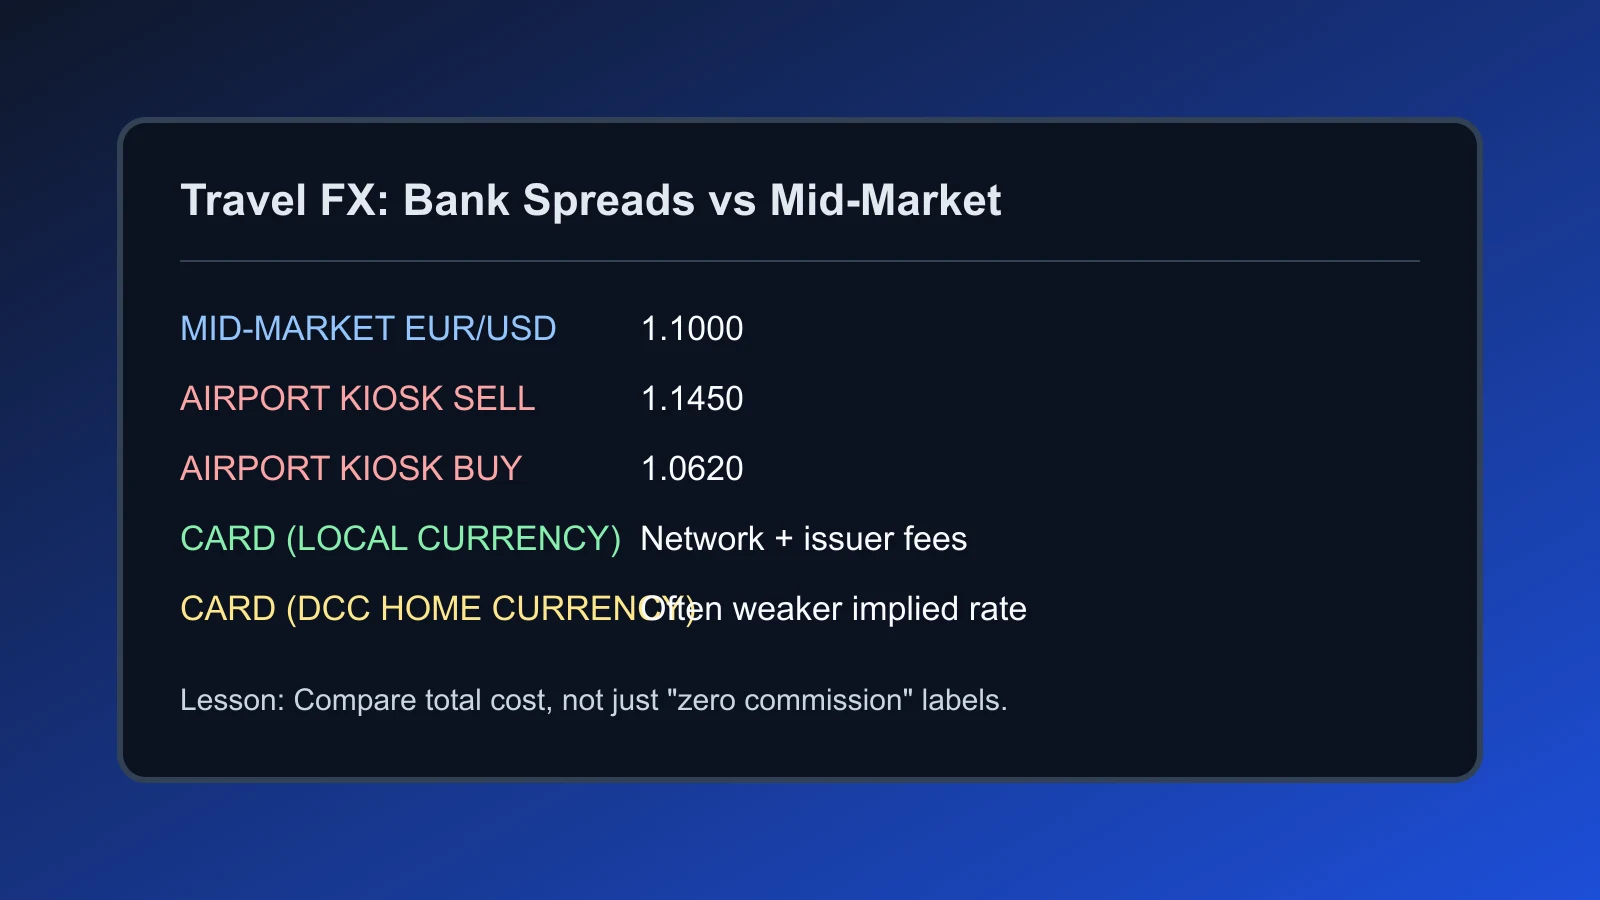 Travel FX: Bank Spreads vs Mid-Market
MID-MARKET EUR/USD 1.1000
AIRPORT KIOSK SELL 1.1450
AIRPORT KIOSK BUY 1.0620
CARD (LOCAL CURRENCY) Network + issuer fees
CARD (DCC HOME CURRENCY) Often weaker implied rate
Lesson: Compare total cost, not just "zero commission" labels.